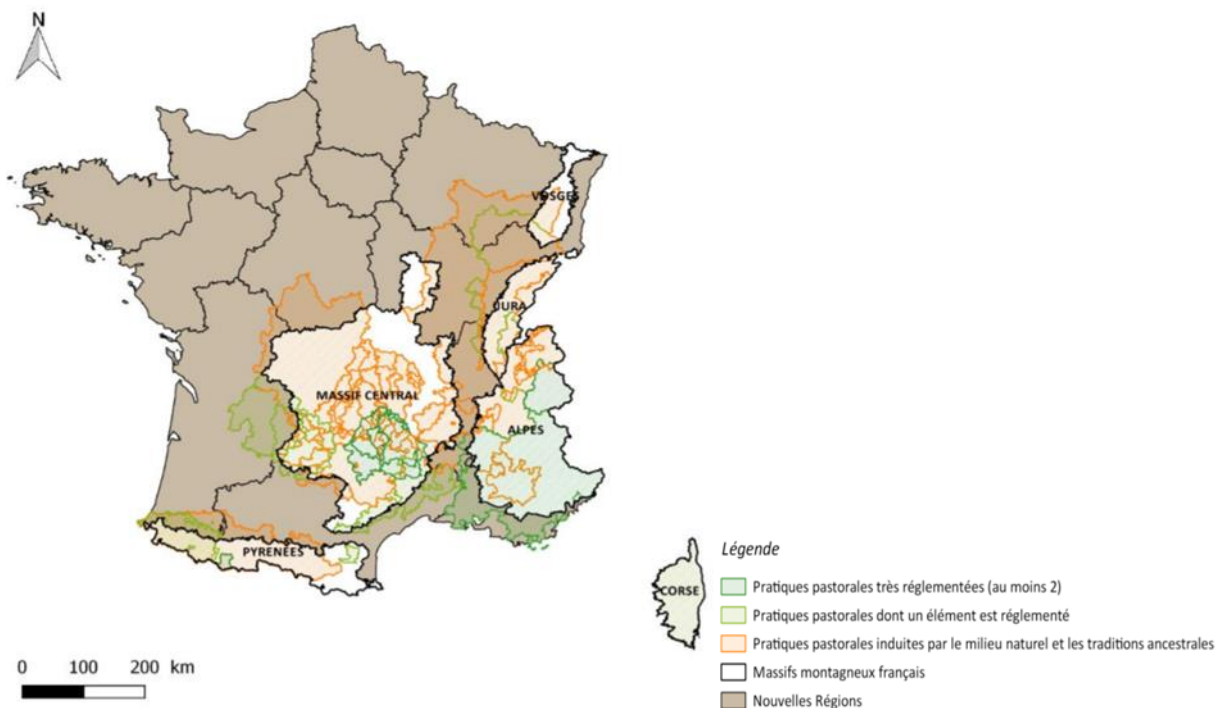 N
VOSGES
JURA
MASSIF CENTRAL
ALPES
PYRENÉES
CORSE
Légende
Pratiques pastorales très réglementées (au moins 2)
Pratiques pastorales dont un élément est réglementé
Pratiques pastorales induites par le milieu naturel et les traditions ancestrales
Massifs montagneux français
Nouvelles Régions
0 100 200 km